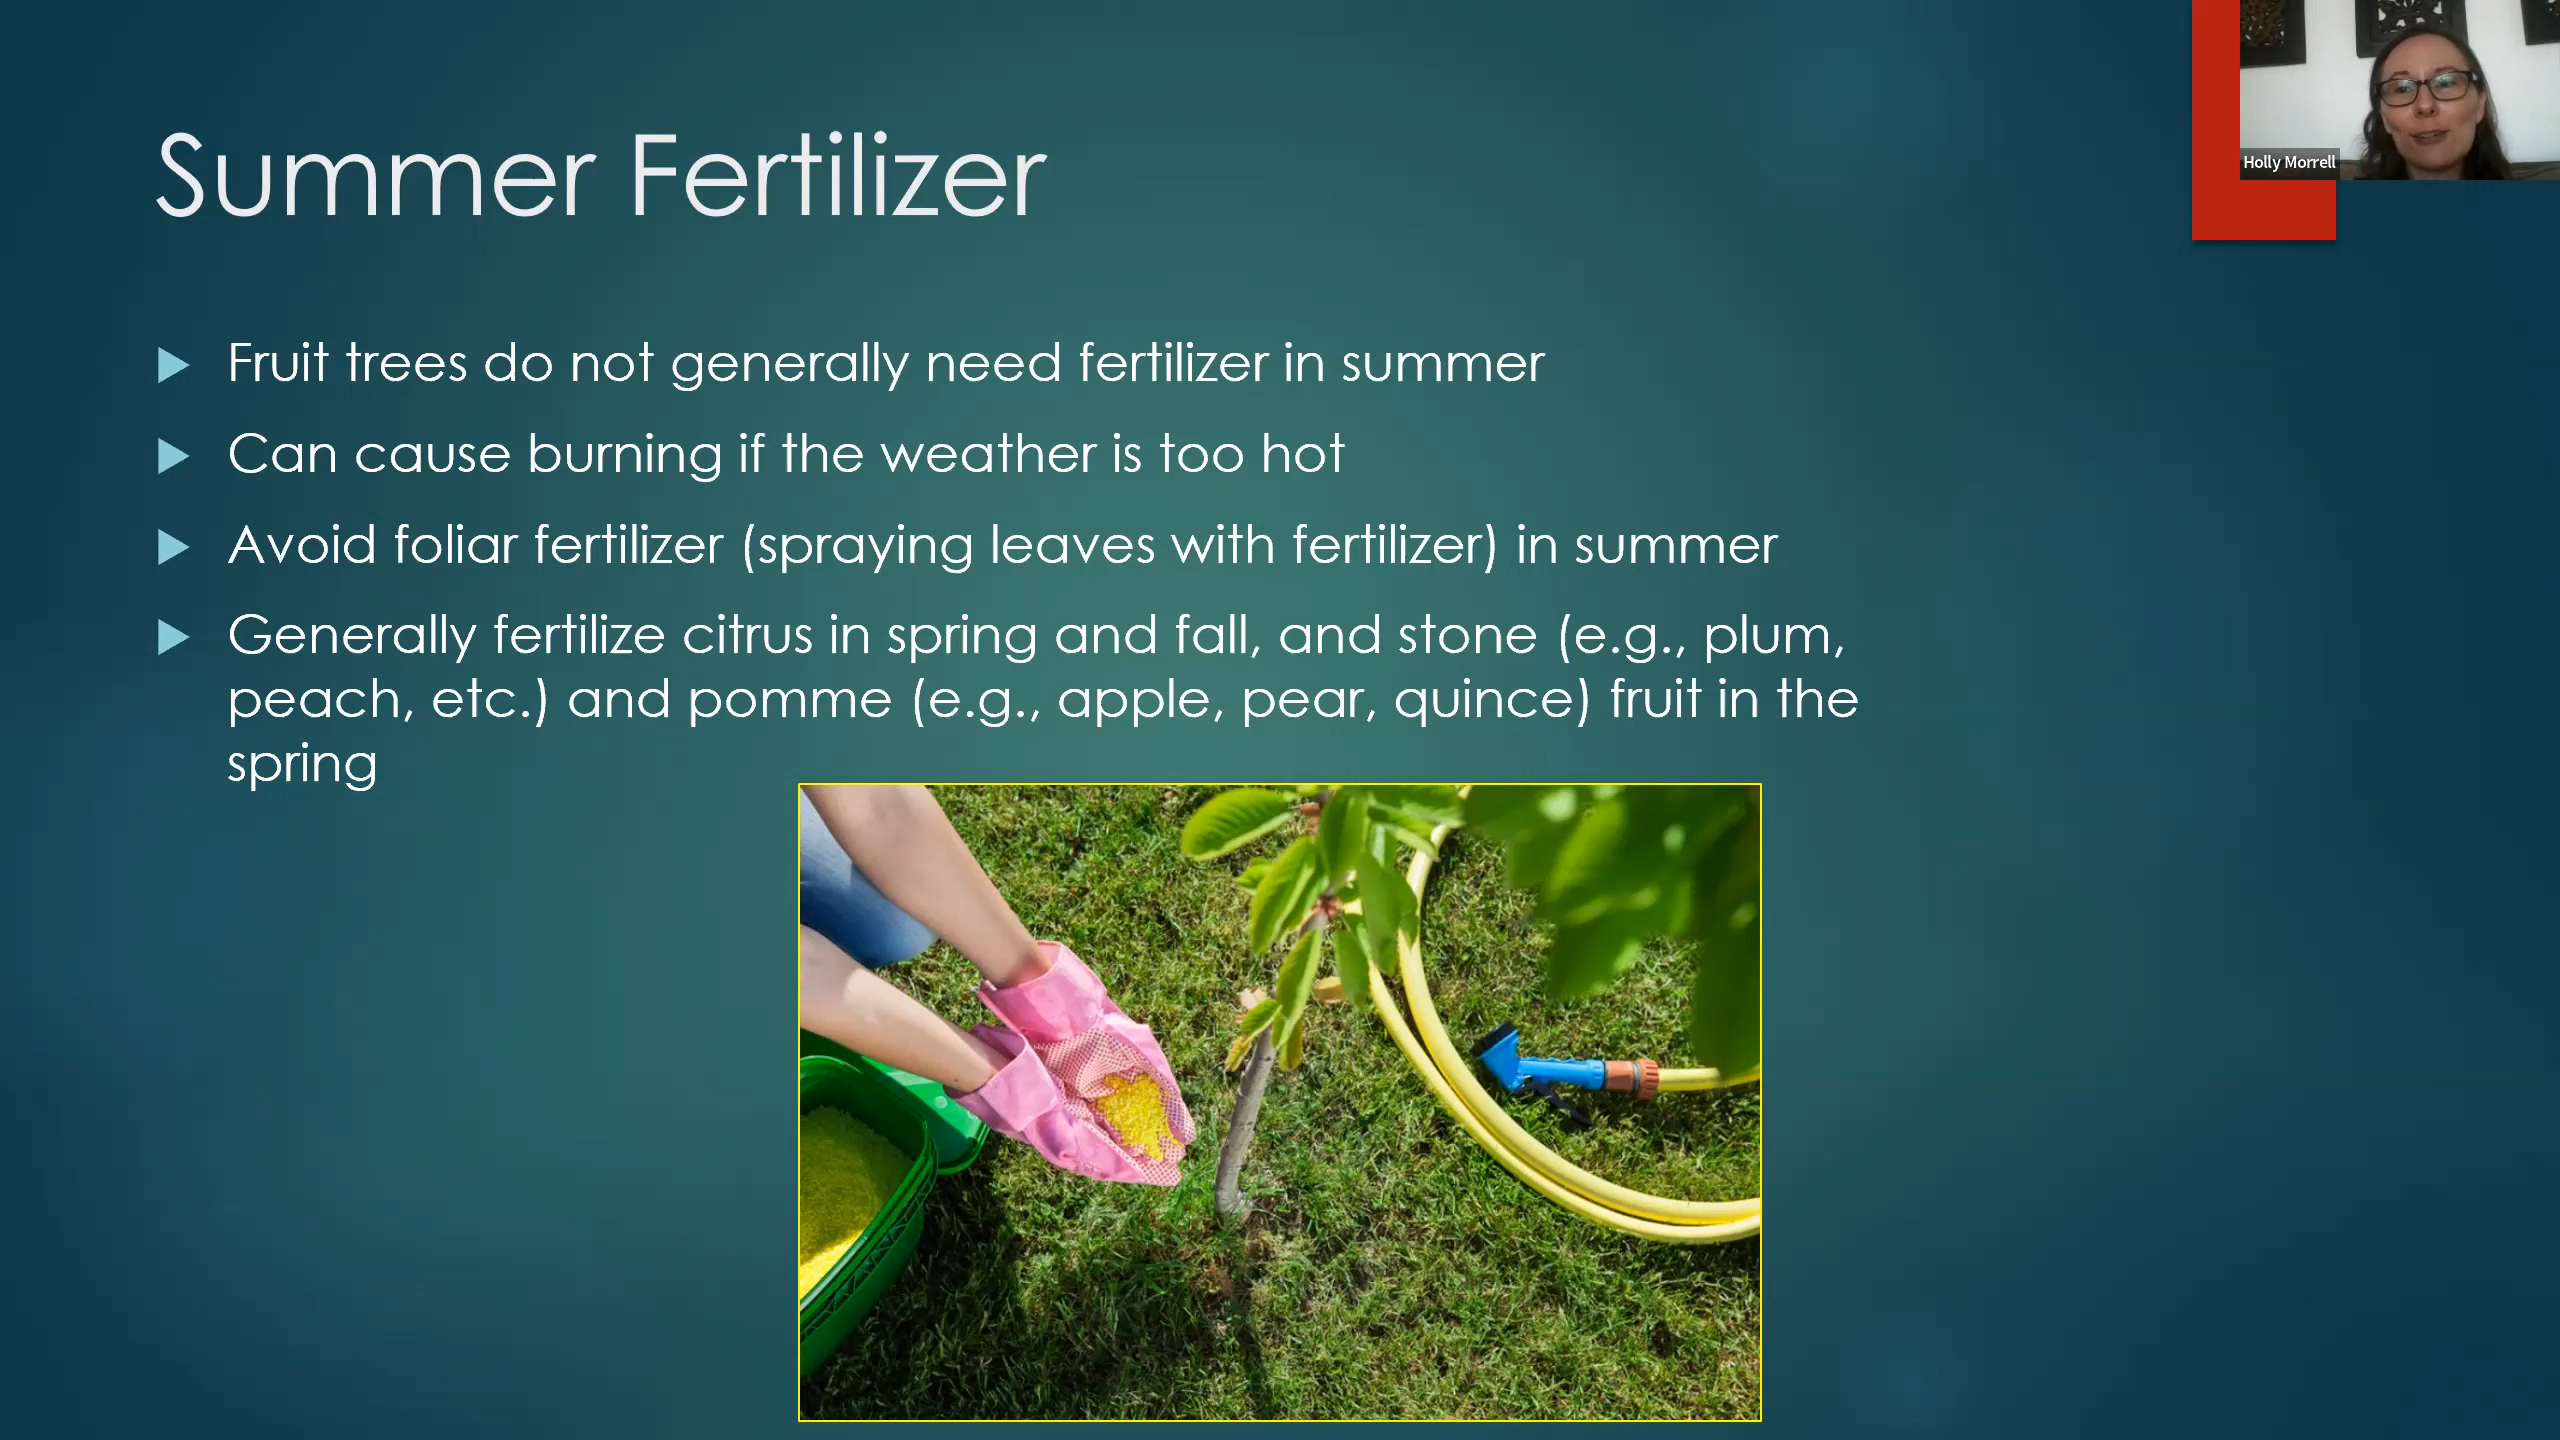 Holly Morrell
Summer Fertilizer
Fruit trees do not generally need fertilizer in summer
Can cause burning if the weather is too hot
Avoid foliar fertilizer (spraying leaves with fertilizer) in summer
Generally fertilize citrus in spring and fall, and stone (e.g., plum,
peach, etc.) and pomme (e.g., apple, pear, quince) fruit in the
spring